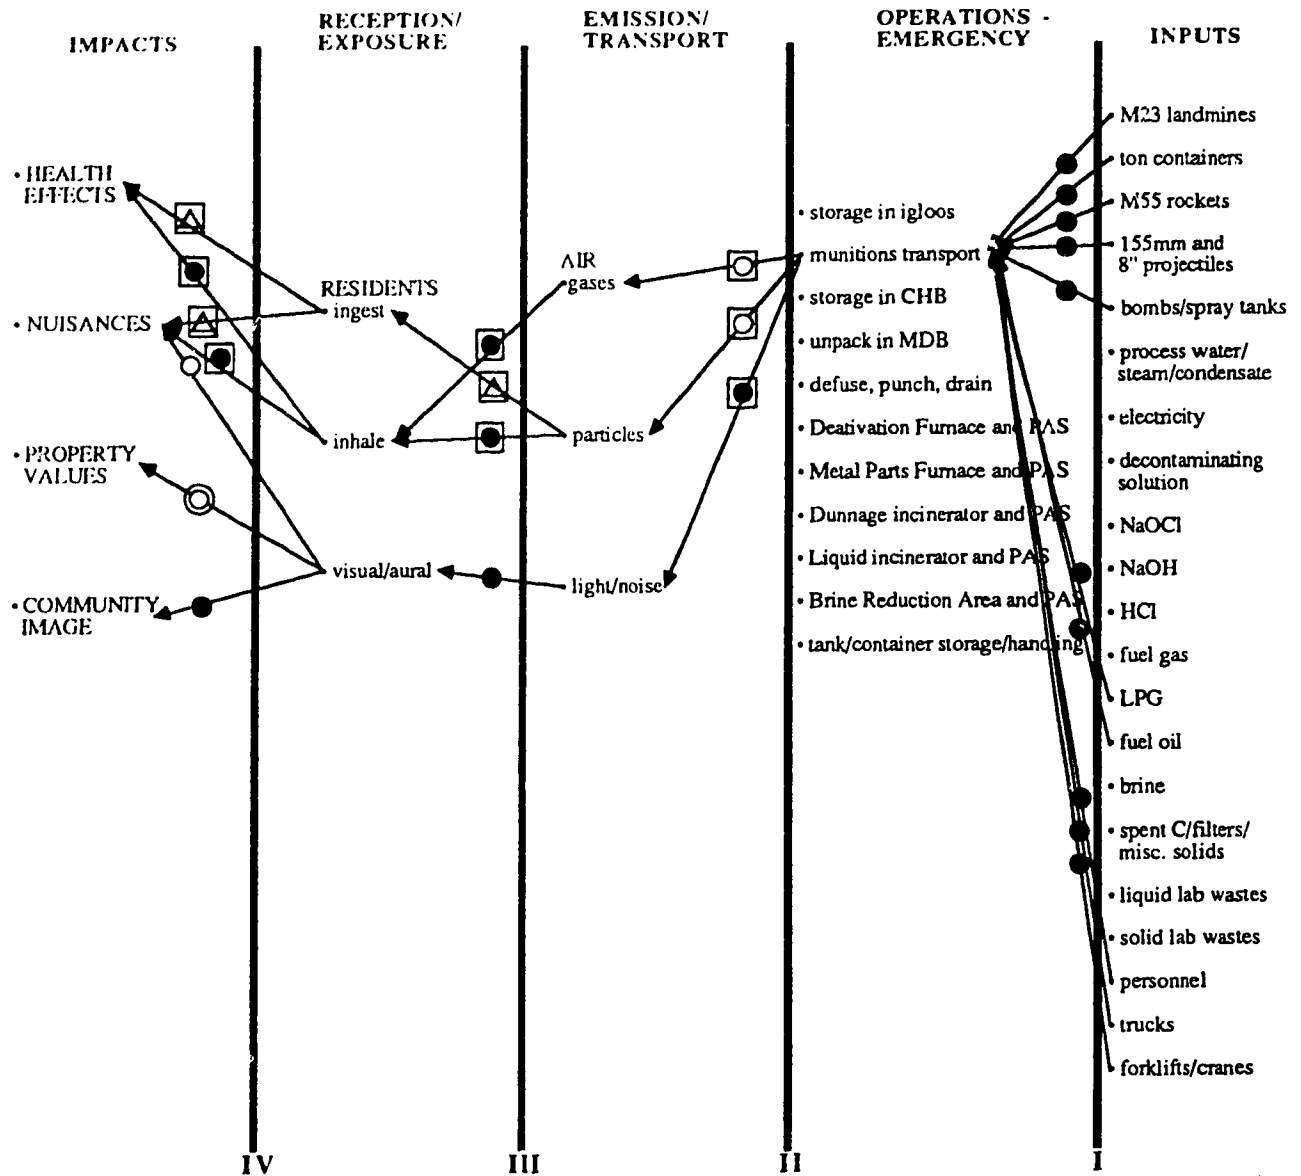 IMPACTS
RECEPTION/
EXPOSURE
EMISSION/
TRANSPORT
OPERATIONS -
EMERGENCY
INPUTS
• HEALTH
EFFECTS
• NUISANCES
• PROPERTY
VALUES
• COMMUNITY
IMAGE
RESIDENTS
ingest
inhale
visual/aural
AIR
gases
particles
light/noise
• storage in igloos
munitions transport
• storage in CHB
• unpack in MDB
• defuse, punch, drain
• Deativation Furnace and PAS
• Metal Parts Furnace and PAS
• Dunnage incinerator and PAS
• Liquid incinerator and PAS
• Brine Reduction Area and PAS
• tank/container storage/handling
• M23 landmines
• ton containers
• M55 rockets
• 155mm and
8" projectiles
• bombs/spray tanks
• process water/
steam/condensate
• electricity
• decontaminating
solution
• NaOCl
• NaOH
• HCl
• fuel gas
• LPG
• fuel oil
• brine
• spent C/filters/
misc. solids
• liquid lab wastes
• solid lab wastes
• personnel
• trucks
• forklifts/cranes
IV
III
II
I